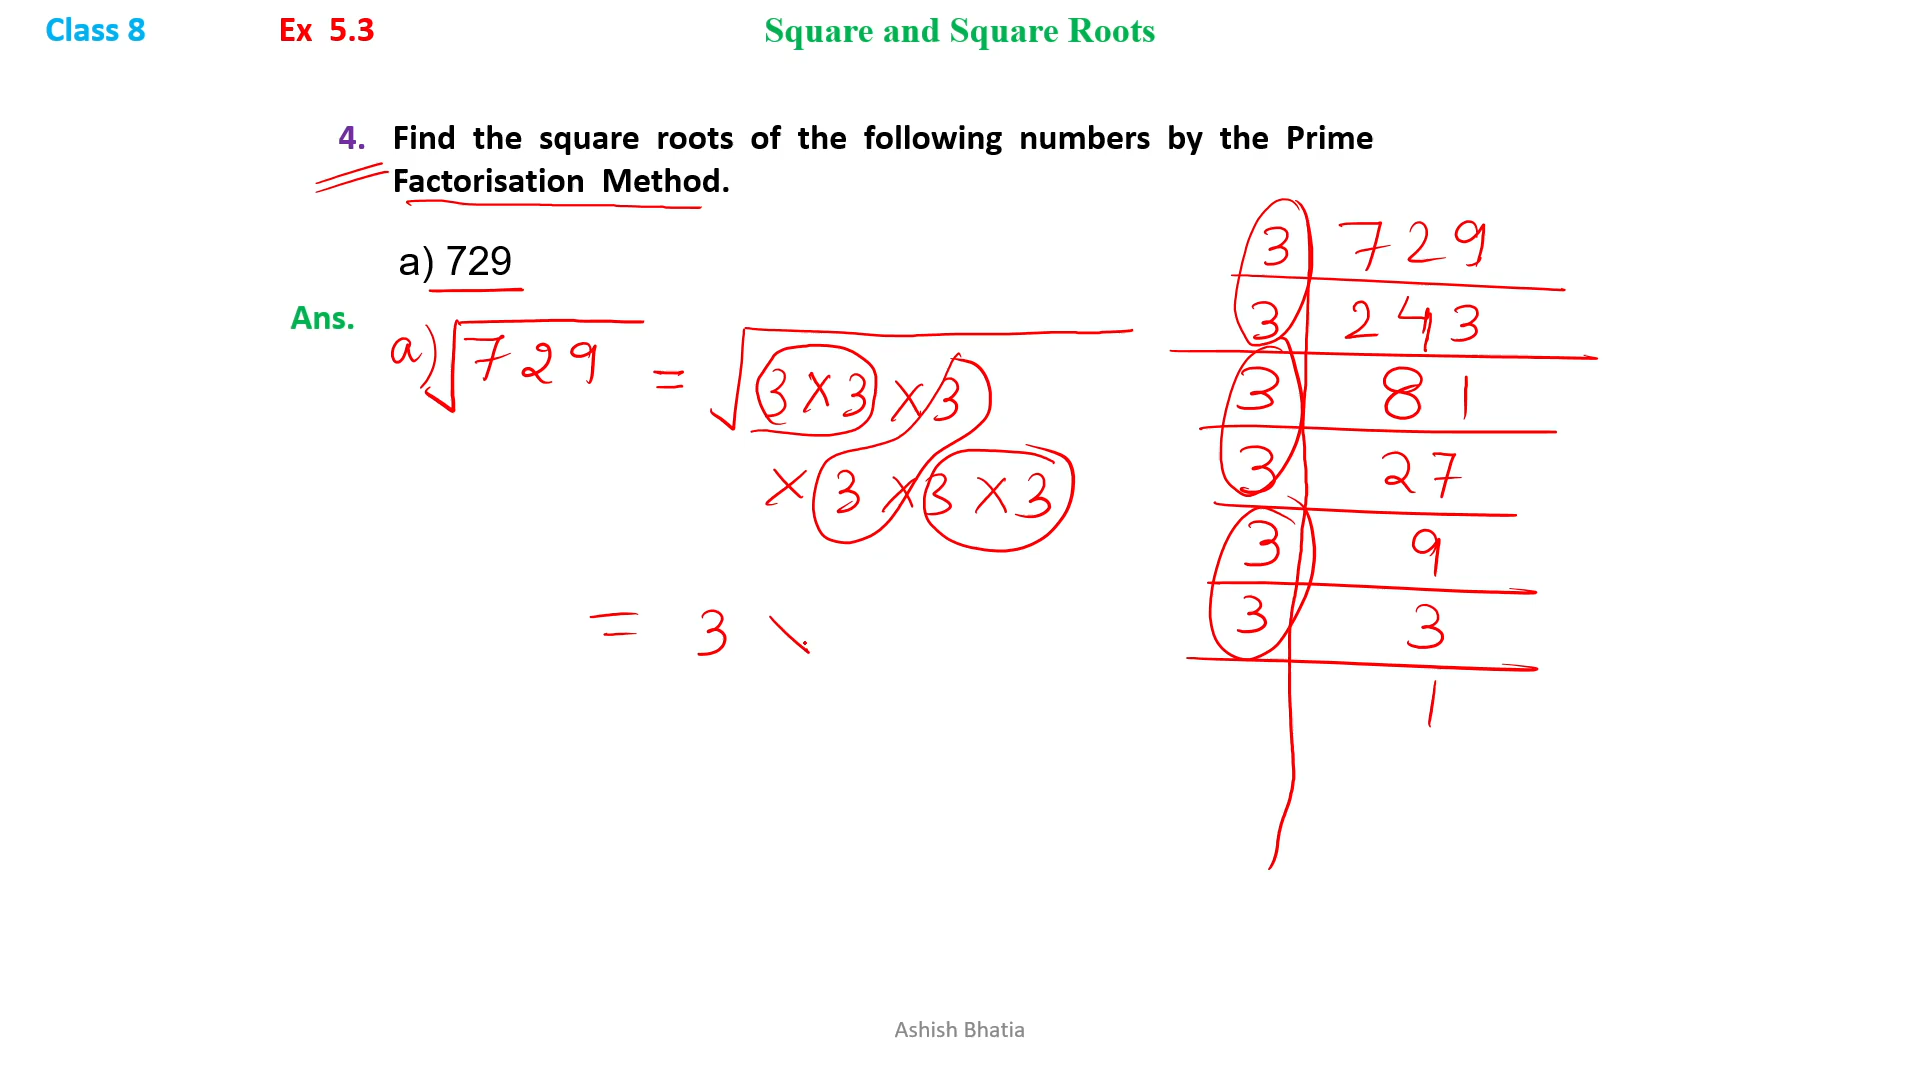 Class 8 Ex 5.3 Square and Square Roots
4. Find the square roots of the following numbers by the Prime
Factorisation Method.
a) 729
Ans.
a) √729 = √3 × 3 × 3
× 3 × 3 × 3
= 3 \
3 | 729
3 | 243
3 | 81
3 | 27
3 | 9
3 | 3
| 1
Ashish Bhatia